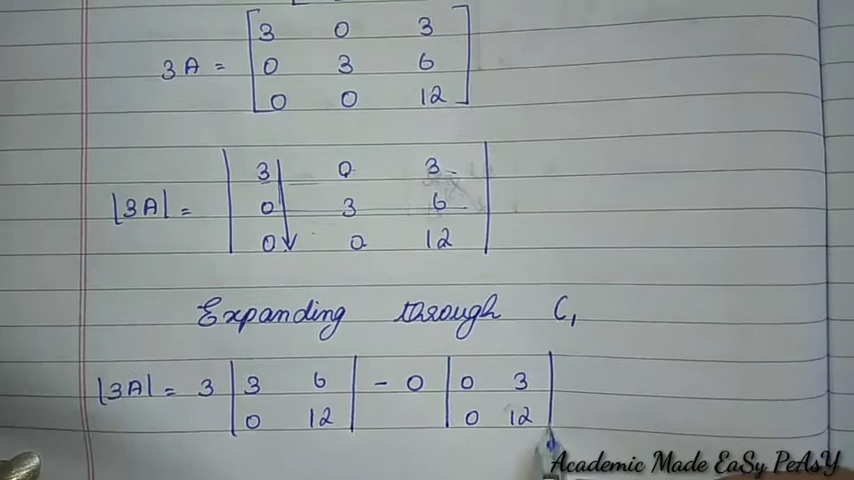 3A = [3 0 3
0 3 6
0 0 12]
|3A| = |3 0 3
0 3 6
0 0 12|
Expanding through C₁
|3A| = 3 |3 6 - 0 |0 3
0 12| 0 12|
Academic Made EaSy PeAsY